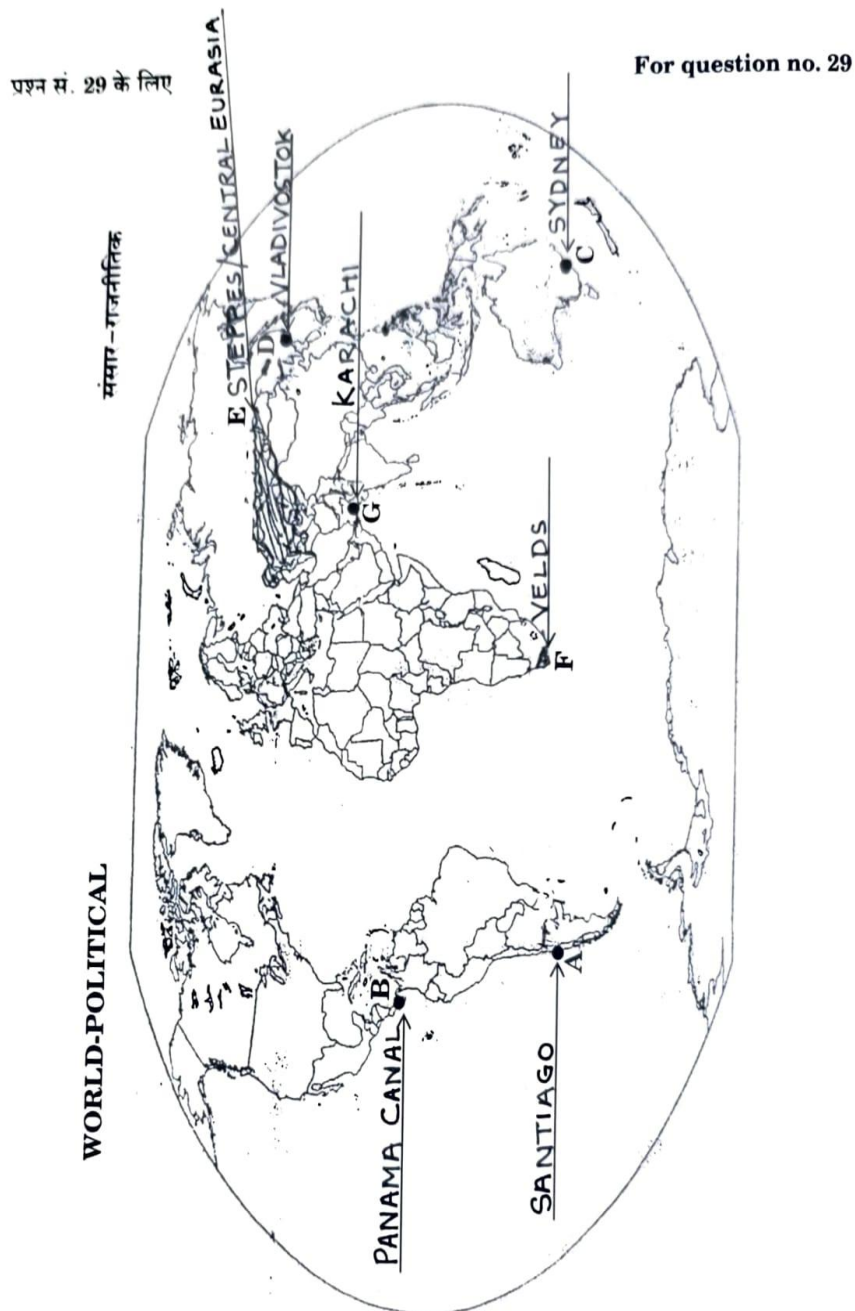 प्रश्न सं. 29 के लिए
For question no. 29
WORLD-POLITICAL
संसार-राजनीतिक
E STEPPES/CENTRAL EURASIA
D VLADIVOSTOK
KARACHI
G
SYDNEY
C
VELDS
F
B
PANAMA CANAL
A
SANTIAGO